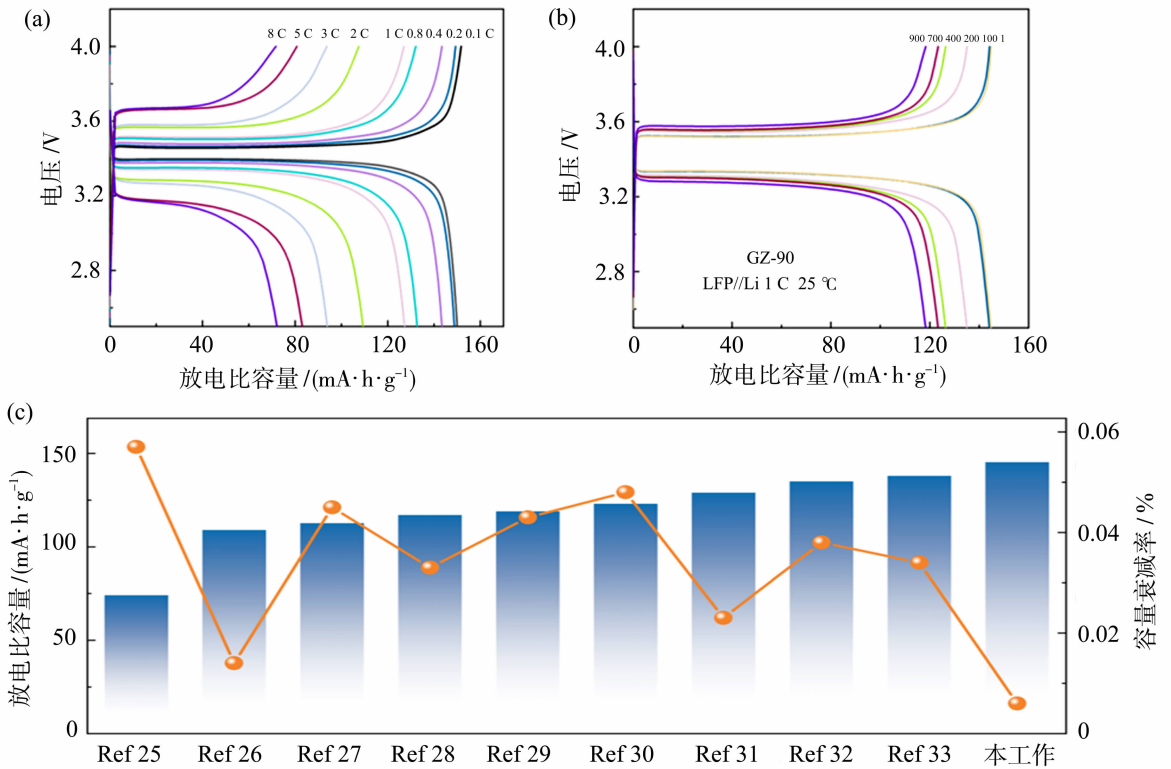 (a)
8 C 5 C 3 C 2 C 1 C 0.8 0.4 0.2 0.1 C
4.0
3.6
3.2
2.8
电压 /V
0 40 80 120 160
放电比容量 /(mA·h·g⁻¹)
(b)
900 700 400 200 100 1
4.0
3.6
3.2
2.8
电压 /V
GZ-90
LFP//Li 1 C 25 ℃
0 40 80 120 160
放电比容量 /(mA·h·g⁻¹)
(c)
150
100
50
0
放电比容量 /(mA·h·g⁻¹)
0.06
0.04
0.02
0
容量衰减率 / %
Ref 25 Ref 26 Ref 27 Ref 28 Ref 29 Ref 30 Ref 31 Ref 32 Ref 33 本工作